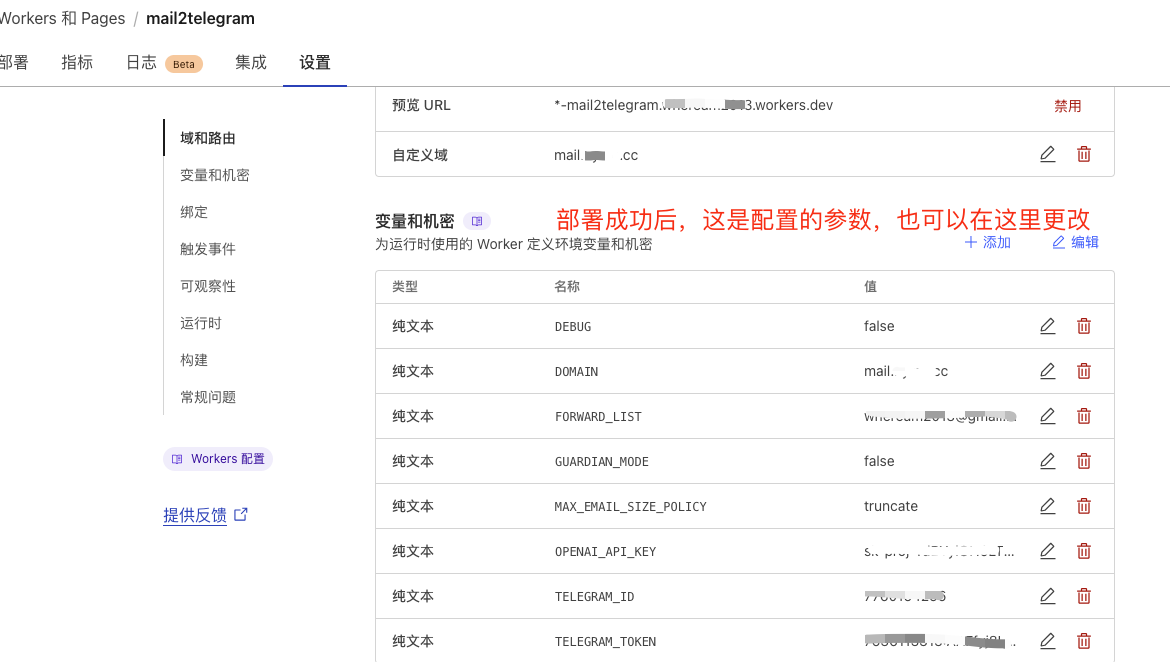 Workers 和 Pages / mail2telegram
部署 指标 日志 Beta 集成 设置
预览 URL *-mail2telegram. .workers.dev 禁用
域和路由
自定义域 mail. .cc
变量和机密
绑定
变量和机密 部署成功后，这是配置的参数，也可以在这里更改
为运行时使用的 Worker 定义环境变量和机密 添加 编辑
触发事件
可观察性
类型 名称 值
运行时
纯文本 DEBUG false
构建
纯文本 DOMAIN mail. cc
常规问题
纯文本 FORWARD_LIST
Workers 配置
纯文本 GUARDIAN_MODE false
纯文本 MAX_EMAIL_SIZE_POLICY truncate
提供反馈
纯文本 OPENAI_API_KEY
纯文本 TELEGRAM_ID
纯文本 TELEGRAM_TOKEN